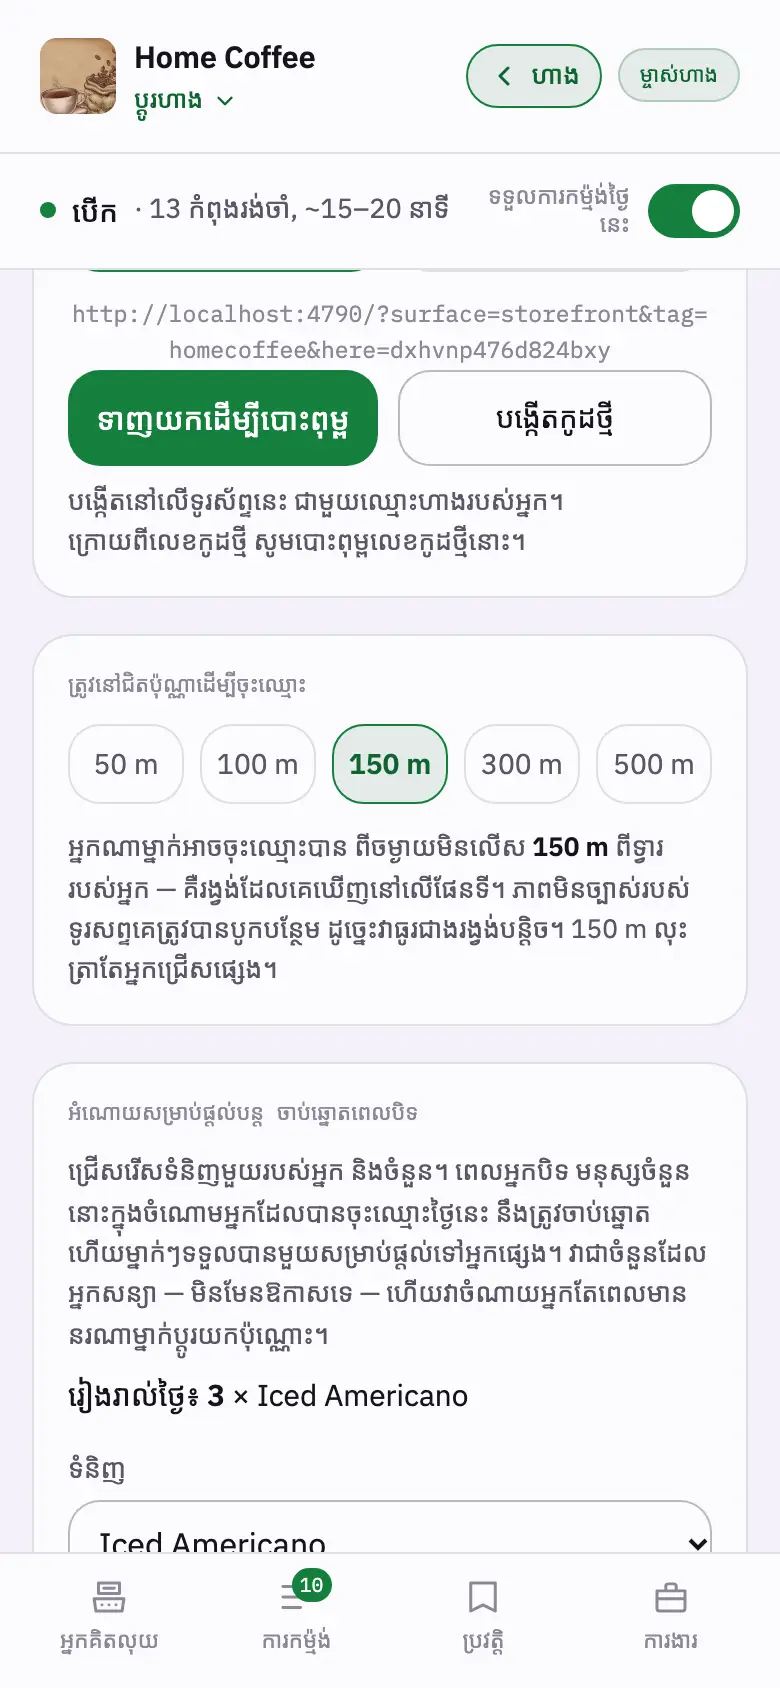 Home Coffee
ប្តូរហាង
ហាង
ម្ចាស់ហាង
បើក · 13 កំពុងរង់ចាំ, ~15–20 នាទី
ទទួលការកម្ម៉ង់ថ្ងៃ
នេះ
http://localhost:4790/?surface=storefront&tag=
homecoffee&here=dxhvnp476d824bxy
ទាញយកដើម្បីបោះពុម្ព
បង្កើតកូដថ្មី
បង្កើតនៅលើទូរស័ព្ទនេះ ជាមួយឈ្មោះហាងរបស់អ្នក។
ក្រោយពីលេខកូដថ្មី សូមបោះពុម្ពលេខកូដថ្មីនោះ។
ត្រូវនៅជិតប៉ុណ្ណាដើម្បីចុះឈ្មោះ
50 m
100 m
150 m
300 m
500 m
អ្នកណាម្នាក់អាចចុះឈ្មោះបាន ពីចម្ងាយមិនលើស 150 m ពីទ្វារ
របស់អ្នក — គឺរង្វង់ដែលគេឃើញនៅលើផែនទី។ ភាពមិនច្បាស់របស់
ទូរសព្ទគេត្រូវបានបូកបន្ថែម ដូច្នេះវាធូរជាងរង្វង់បន្តិច។ 150 m លុះ
ត្រាតែអ្នកជ្រើសផ្សេង។
អំណោយសម្រាប់ផ្តល់បន្ត ចាប់ឆ្នោតពេលបិទ
ជ្រើសរើសទំនិញមួយរបស់អ្នក និងចំនួន។ ពេលអ្នកបិទ មនុស្សចំនួន
នោះក្នុងចំណោមអ្នកដែលបានចុះឈ្មោះថ្ងៃនេះ នឹងត្រូវចាប់ឆ្នោត
ហើយម្នាក់ៗទទួលបានមួយសម្រាប់ផ្តល់ទៅអ្នកផ្សេង។ វាជាចំនួនដែល
អ្នកសន្យា — មិនមែនឱកាសទេ — ហើយវាចំណាយអ្នកតែពេលមាន
នរណាម្នាក់ប្តូរយកប៉ុណ្ណោះ។
រៀងរាល់ថ្ងៃ៖ 3 × Iced Americano
ទំនិញ
Iced Americano
10
អ្នកគិតលុយ
ការកម្ម៉ង់
ប្រវត្តិ
ការងារ